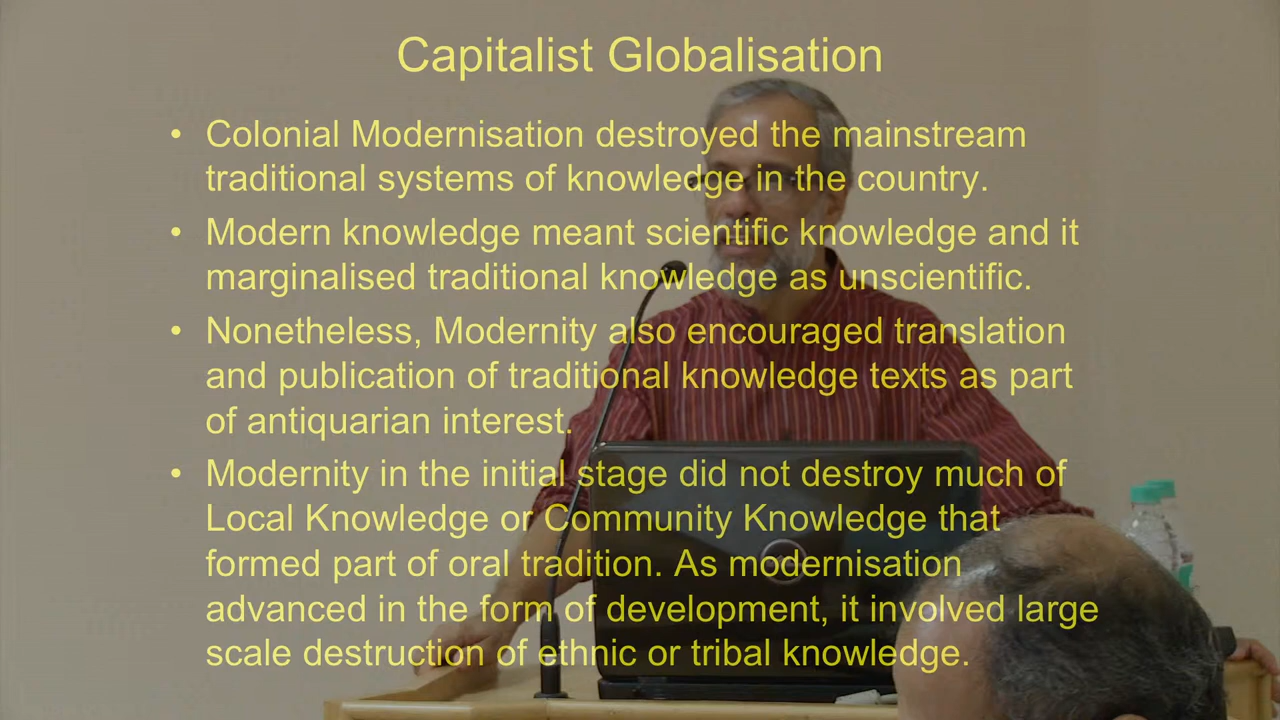 Capitalist Globalisation
• Colonial Modernisation destroyed the mainstream
traditional systems of knowledge in the country.
• Modern knowledge meant scientific knowledge and it
marginalised traditional knowledge as unscientific.
• Nonetheless, Modernity also encouraged translation
and publication of traditional knowledge texts as part
of antiquarian interest.
• Modernity in the initial stage did not destroy much of
Local Knowledge or Community Knowledge that
formed part of oral tradition. As modernisation
advanced in the form of development, it involved large
scale destruction of ethnic or tribal knowledge.